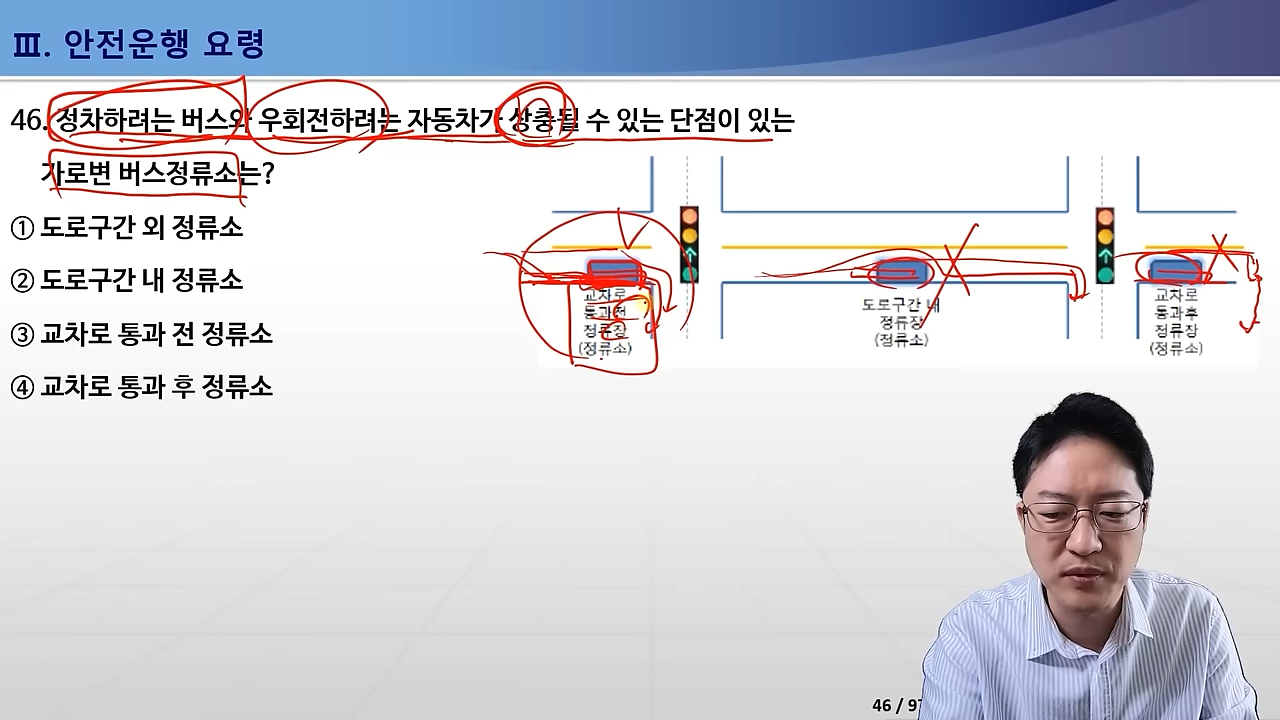 Ⅲ. 안전운행 요령
46. 정차하려는 버스와 우회전하려는 자동차가 상충될 수 있는 단점이 있는
가로변 버스정류소는?
① 도로구간 외 정류소
② 도로구간 내 정류소
③ 교차로 통과 전 정류소
④ 교차로 통과 후 정류소
교차로
통과전
정류장
(정류소)
도로구간 내
정류장
(정류소)
교차로
통과후
정류장
(정류소)
46 / 97